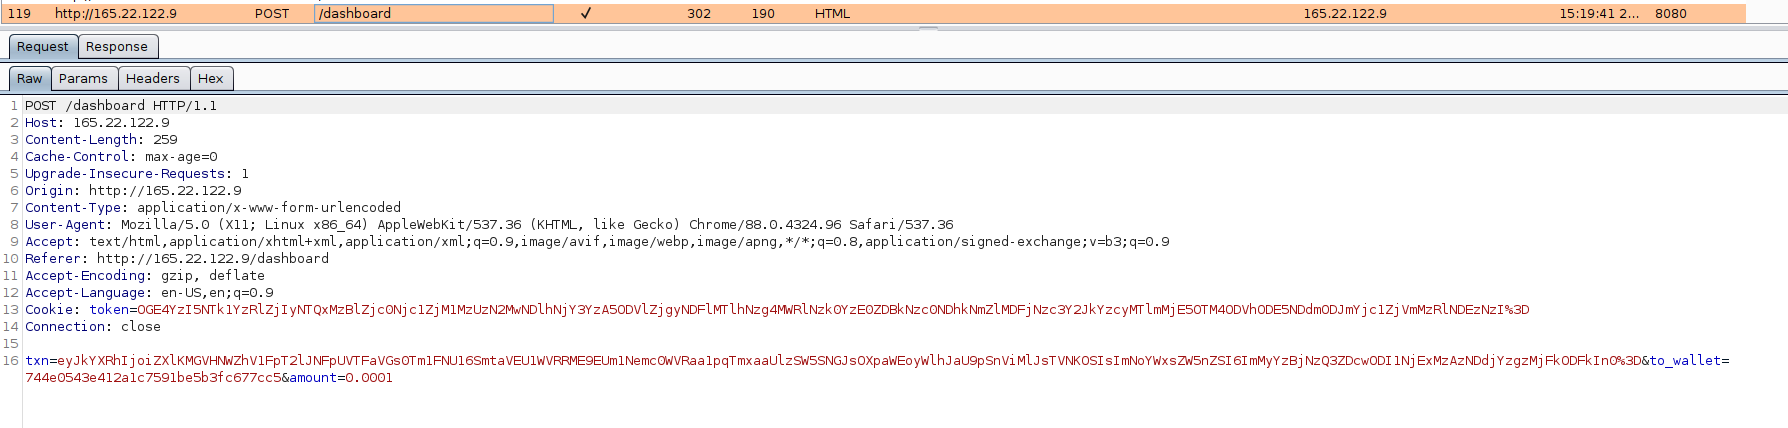 119 http://165.22.122.9 POST /dashboard ✓ 302 190 HTML 165.22.122.9 15:19:41 2... 8080
Request Response
Raw Params Headers Hex
1 POST /dashboard HTTP/1.1
2 Host: 165.22.122.9
3 Content-Length: 259
4 Cache-Control: max-age=0
5 Upgrade-Insecure-Requests: 1
6 Origin: http://165.22.122.9
7 Content-Type: application/x-www-form-urlencoded
8 User-Agent: Mozilla/5.0 (X11; Linux x86_64) AppleWebKit/537.36 (KHTML, like Gecko) Chrome/88.0.4324.96 Safari/537.36
9 Accept: text/html,application/xhtml+xml,application/xml;q=0.9,image/avif,image/webp,image/apng,*/*;q=0.8,application/signed-exchange;v=b3;q=0.9
10 Referer: http://165.22.122.9/dashboard
11 Accept-Encoding: gzip, deflate
12 Accept-Language: en-US,en;q=0.9
13 Cookie: token=
14 Connection: close
15
16 txn= &to_wallet=
744e0543e412a1c7591be5b3fc677cc5&amount=0.0001